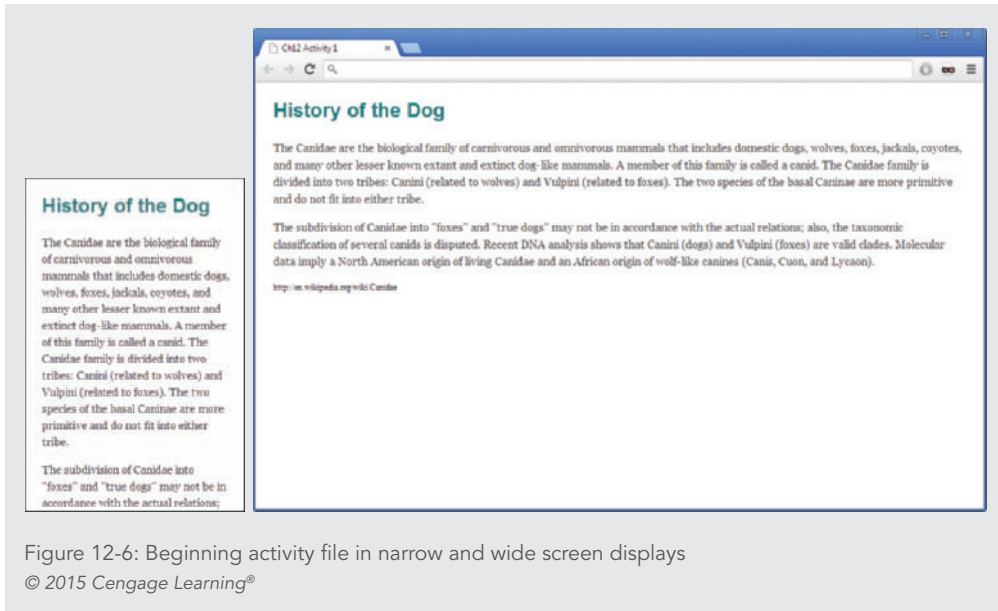 History of the Dog
The Canidae are the biological family
of carnivorous and omnivorous
mammals that includes domestic dogs,
wolves, foxes, jackals, coyotes, and
many other lesser known extant and
extinct dog-like mammals. A member
of this family is called a canid. The
Canidae family is divided into two
tribes: Canini (related to wolves) and
Vulpini (related to foxes). The two
species of the basal Caninae are more
primitive and do not fit into either
tribe.
The subdivision of Canidae into
"foxes" and "true dogs" may not be in
accordance with the actual relations;
Ch12 Activity 1
History of the Dog
The Canidae are the biological family of carnivorous and omnivorous mammals that includes domestic dogs, wolves, foxes, jackals, coyotes,
and many other lesser known extant and extinct dog-like mammals. A member of this family is called a canid. The Canidae family is
divided into two tribes: Canini (related to wolves) and Vulpini (related to foxes). The two species of the basal Caninae are more primitive
and do not fit into either tribe.
The subdivision of Canidae into "foxes" and "true dogs" may not be in accordance with the actual relations; also, the taxonomic
classification of several canids is disputed. Recent DNA analysis shows that Canini (dogs) and Vulpini (foxes) are valid clades. Molecular
data imply a North American origin of living Canidae and an African origin of wolf-like canines (Canis, Cuon, and Lycaon).
http://en.wikipedia.org/wiki/Canidae
Figure 12-6: Beginning activity file in narrow and wide screen displays
© 2015 Cengage Learning®